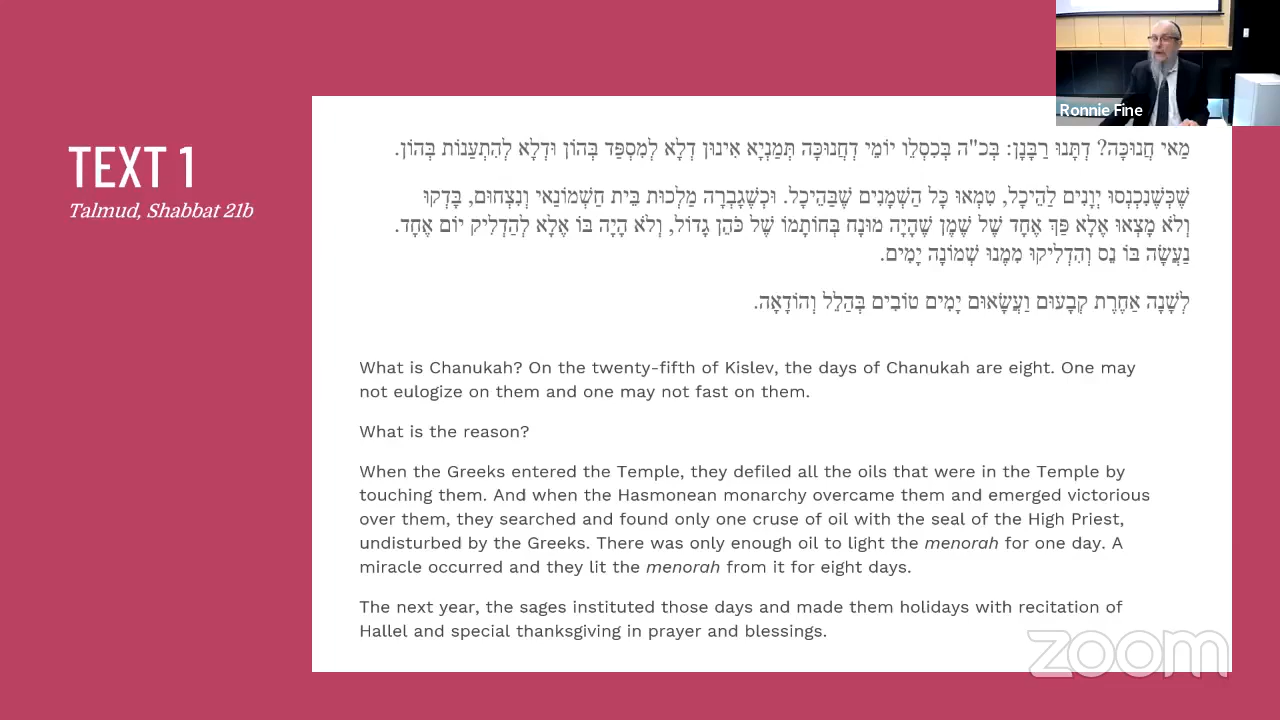 Ronnie Fine
TEXT 1
Talmud, Shabbat 21b
מַאי חֲנוּכָּה? דְתָּנוּ רַבָּנָן: בְּכ"ה בְּכִסְלֵו יוֹמֵי דַחֲנוּכָּה תְּמַנְיָא אִינוּן דְלָא לְמִסְפַּד בְּהוֹן וּדְלָא לְהִתְעַנוֹת בְּהוֹן.
שֶׁכְּשֶׁנִכְנְסוּ יְוָנִים לַהֵיכָל, טִמְאוּ כָּל הַשְׁמָנִים שֶׁבַּהֵיכָל. וּכְשֶׁגָבְרָה מַלְכוּת בֵּית חַשְׁמוֹנַאי וְנִצְחוּם, בָּדְקוּ
וְלֹא מָצְאוּ אֶלָא פַּךְ אֶחָד שֶׁל שֶׁמֶן שֶׁהָיָה מוּנָח בְּחוֹתָמוֹ שֶׁל כֹּהֵן גָדוֹל, וְלֹא הָיָה בּוֹ אֶלָא לְהַדְלִיק יוֹם אֶחָד.
נַעֲשָׂה בּוֹ נֵס וְהִדְלִיקוּ מִמֶנוּ שְׁמוֹנָה יָמִים.
לְשָׁנָה אַחֶרֶת קְבָעוּם וַעֲשָׂאוּם יָמִים טוֹבִים בְּהַלֵל וְהוֹדָאָה.
What is Chanukah? On the twenty-fifth of Kislev, the days of Chanukah are eight. One may
not eulogize on them and one may not fast on them.
What is the reason?
When the Greeks entered the Temple, they defiled all the oils that were in the Temple by
touching them. And when the Hasmonean monarchy overcame them and emerged victorious
over them, they searched and found only one cruse of oil with the seal of the High Priest,
undisturbed by the Greeks. There was only enough oil to light the menorah for one day. A
miracle occurred and they lit the menorah from it for eight days.
The next year, the sages instituted those days and made them holidays with recitation of
Hallel and special thanksgiving in prayer and blessings.
zoom